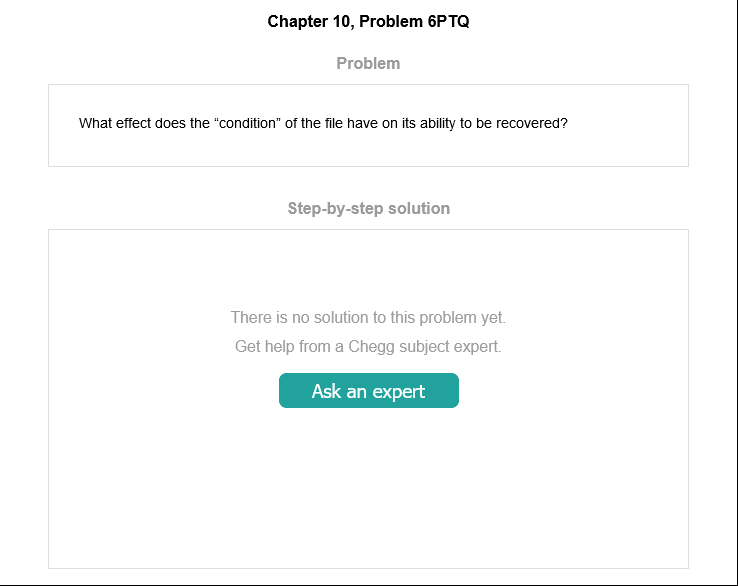 Chapter 10, Problem 6PTQ
Problem
What effect does the “condition” of the file have on its ability to be recovered?
Step-by-step solution
There is no solution to this problem yet.
Get help from a Chegg subject expert.
Ask an expert